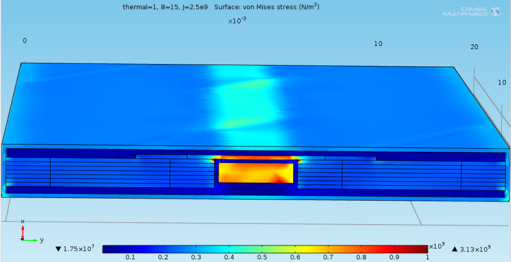 thermal=1, B=15, J=2.5e9 Surface: von Mises stress (N/m²)
×10⁻³
COMSOL
MULTIPHYSICS
0
10
20
10
x
y
▼ 1.75×10⁷
0.1 0.2 0.3 0.4 0.5 0.6 0.7 0.8 0.9 1
×10⁹
▲ 3.13×10⁹